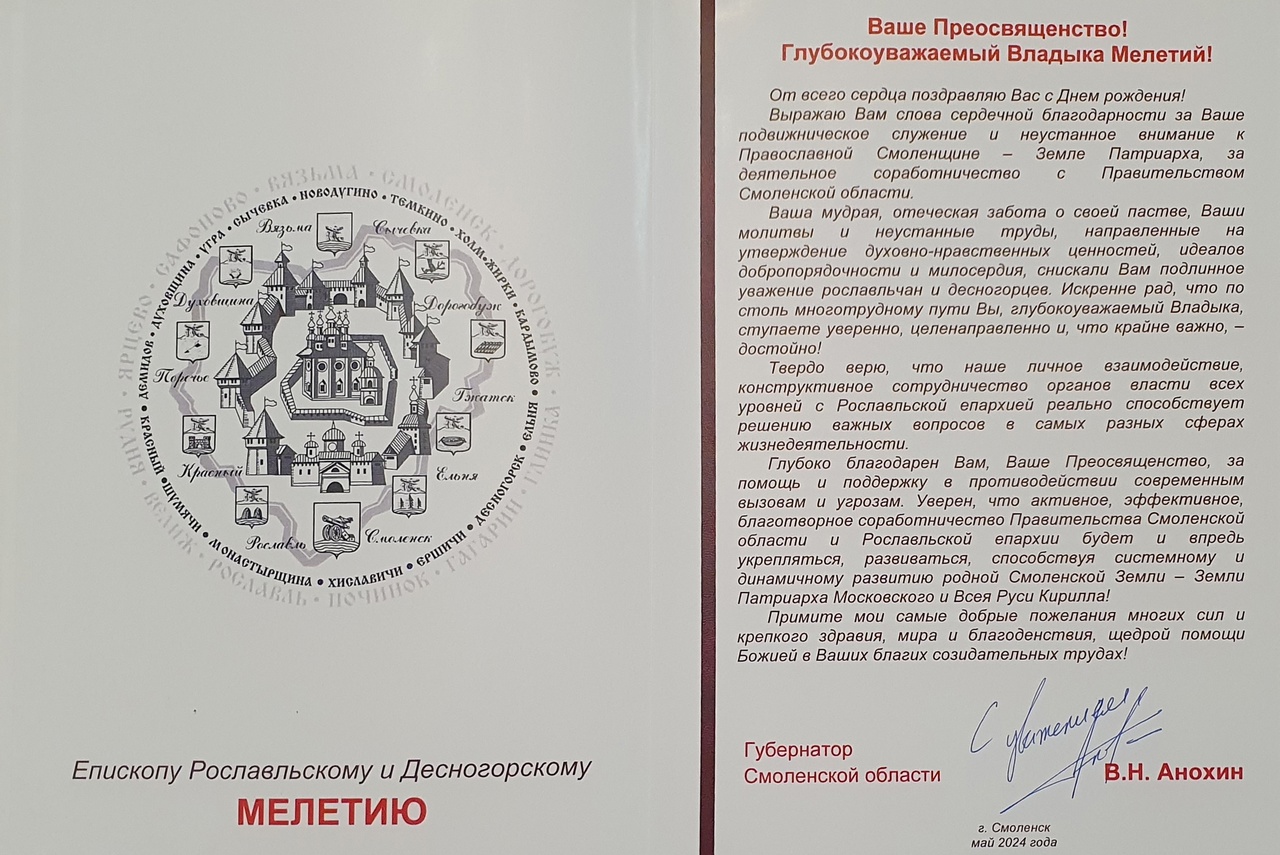 ВЯЗЬМА • СМОЛЕНСК • ДОРОГОБУЖ • ГЛИНКА • ГАГАРИН • ПОЧИНОК • РОСЛАВЛЬ • ВЕЛИЖ • РУДНЯ • ЯРЦЕВО • САФОНОВО •
УГРА • СЫЧЕВКА • НОВОДУГИНО • ТЕМКИНО • ХОЛМ-ЖИРКИ • КАРДЫМОВО • ЕЛЬНЯ • ДЕСНОГОРСК • ЕРШИЧИ • ХИСЛАВИЧИ • МОНАСТЫРЩИНА • ШУМЯЧИ • КРАСНЫЙ • ДЕМИДОВ • ДУХОВЩИНА •
Вязьма
Сычевка
Духовщина
Дорогобуж
Поречье
Гжатск
Красный
Ельня
Рославль
Смоленск
Епископу Рославльскому и Десногорскому
МЕЛЕТИЮ
Ваше Преосвященство!
Глубокоуважаемый Владыка Мелетий!
От всего сердца поздравляю Вас с Днем рождения!
Выражаю Вам слова сердечной благодарности за Ваше
подвижническое служение и неустанное внимание к
Православной Смоленщине – Земле Патриарха, за
деятельное соработничество с Правительством
Смоленской области.
Ваша мудрая, отеческая забота о своей пастве, Ваши
молитвы и неустанные труды, направленные на
утверждение духовно-нравственных ценностей, идеалов
добропорядочности и милосердия, снискали Вам подлинное
уважение рославльчан и десногорцев. Искренне рад, что по
столь многотрудному пути Вы, глубокоуважаемый Владыка,
ступаете уверенно, целенаправленно и, что крайне важно, –
достойно!
Твердо верю, что наше личное взаимодействие,
конструктивное сотрудничество органов власти всех
уровней с Рославльской епархией реально способствует
решению важных вопросов в самых разных сферах
жизнедеятельности.
Глубоко благодарен Вам, Ваше Преосвященство, за
помощь и поддержку в противодействии современным
вызовам и угрозам. Уверен, что активное, эффективное,
благотворное соработничество Правительства Смоленской
области и Рославльской епархии будет и впредь
укрепляться, развиваться, способствуя системному и
динамичному развитию родной Смоленской Земли – Земли
Патриарха Московского и Всея Руси Кирилла!
Примите мои самые добрые пожелания многих сил и
крепкого здравия, мира и благоденствия, щедрой помощи
Божией в Ваших благих созидательных трудах!
С уважением
Губернатор
Смоленской области
В.Н. Анохин
г. Смоленск
май 2024 года